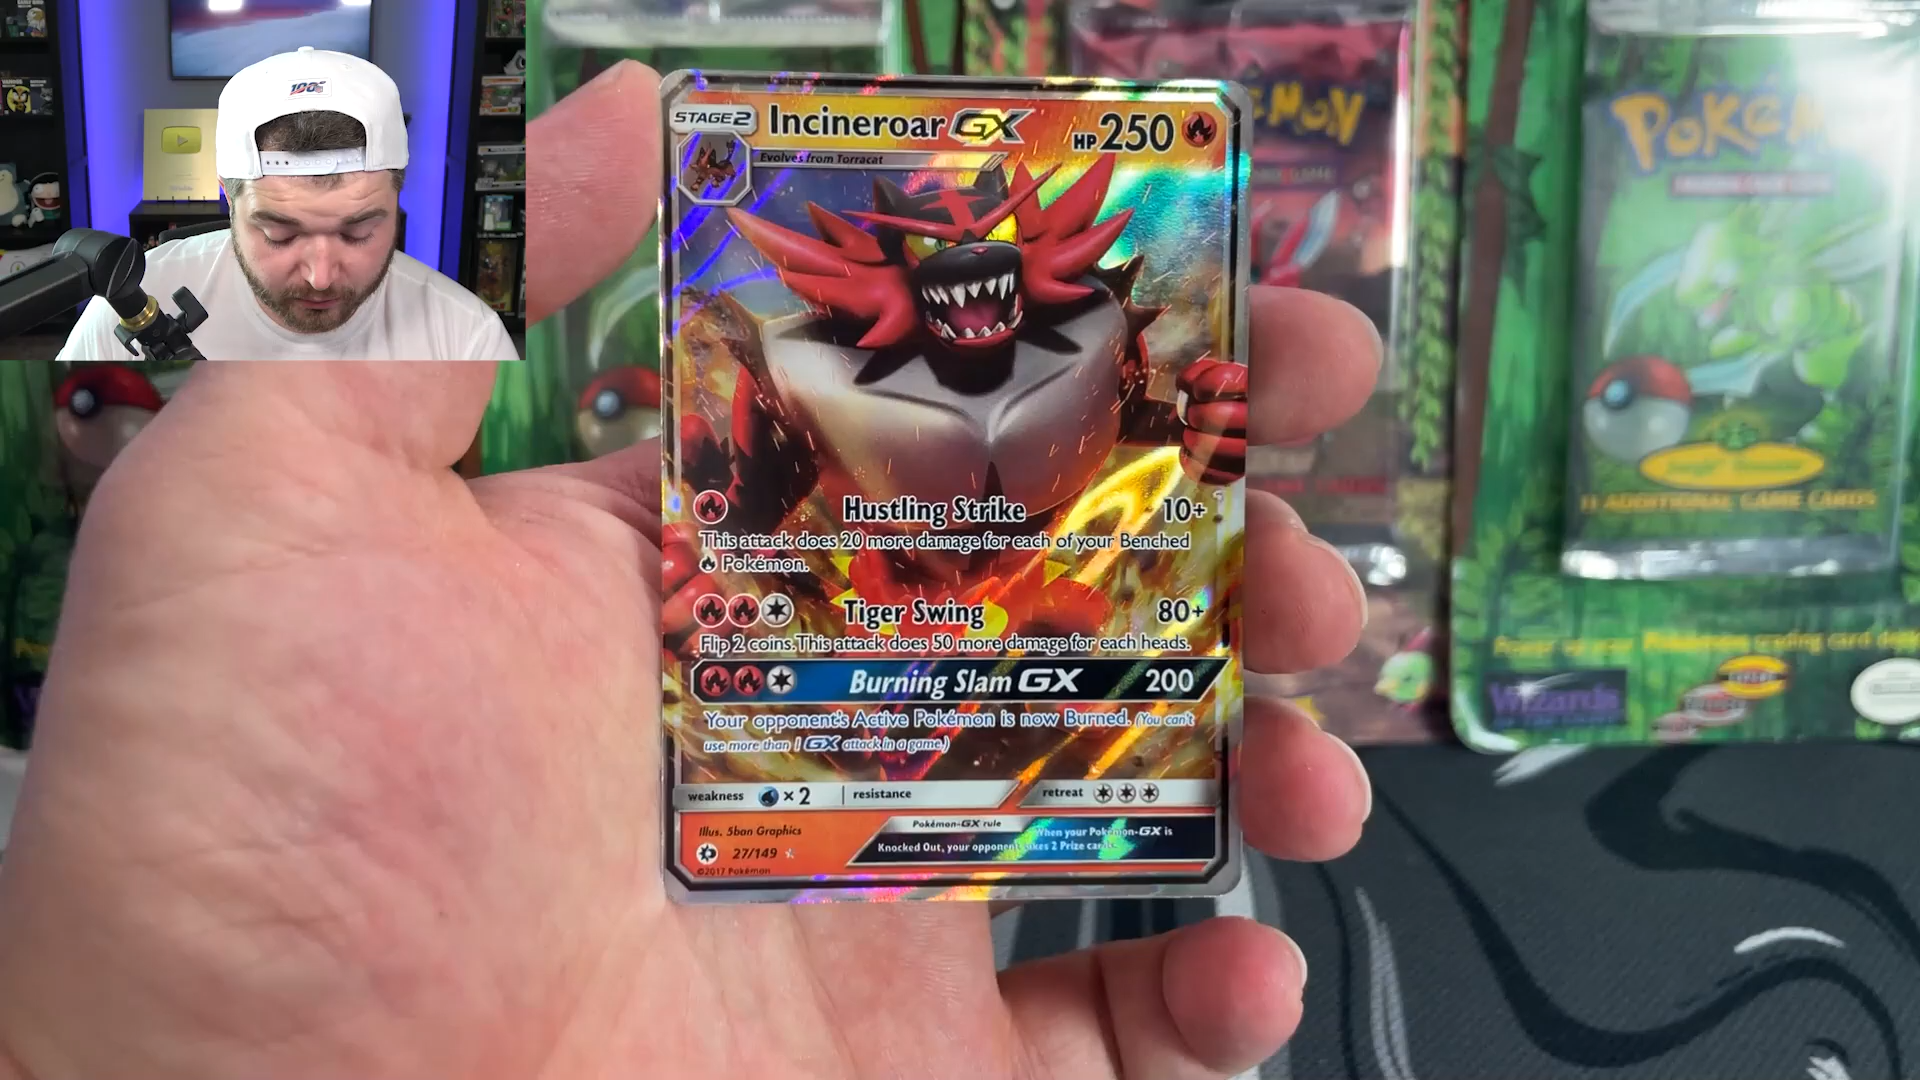 STAGE2
Incineroar GX
HP250
Evolves from Torracat
Hustling Strike 10+
This attack does 20 more damage for each of your Benched
Pokémon.
Tiger Swing 80+
Flip 2 coins. This attack does 50 more damage for each heads.
Burning Slam GX 200
Your opponent's Active Pokémon is now Burned. (You can't
use more than 1 GX attack in a game.)
weakness ×2 resistance retreat
Illus. 5ban Graphics
27/149
©2017 Pokémon
Pokémon-GX rule
When your Pokémon-GX is
Knocked Out, your opponent takes 2 Prize cards.
POKéM
11 ADDITIONAL GAME CARDS
Wizards
100